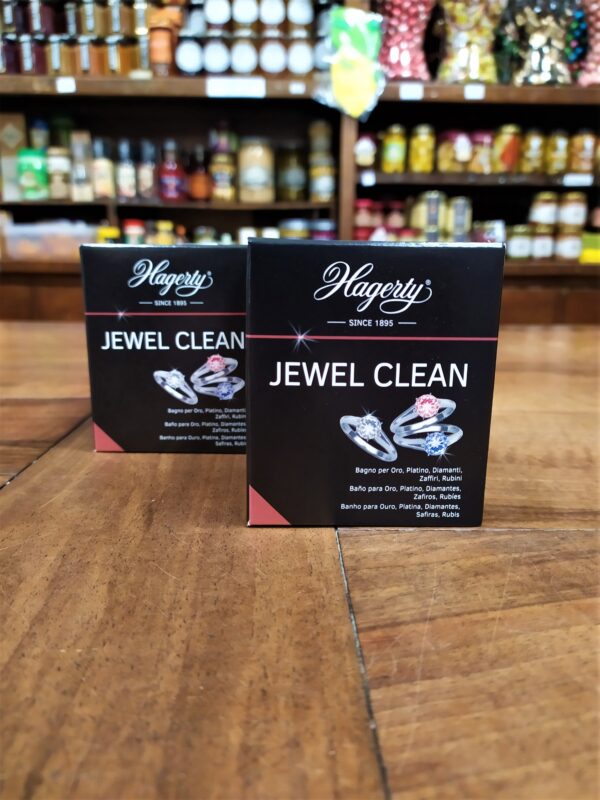 Hagerty®
SINCE 1895
JEWEL CLEAN
Bagno per Oro, Platino, Diamanti,
Zaffiri, Rubini
Baño para Oro, Platino, Diamantes,
Zafiros, Rubíes
Banho para Ouro, Platina, Diamantes,
Safiras, Rubis
Hagerty®
SINCE 1895
JEWEL CLEAN
Bagno per Oro, Platino, Diamanti,
Zaffiri, Rubini
Baño para Oro, Platino, Diamantes,
Zafiros, Rubíes
Banho para Ouro, Platina, Diamantes,
Safiras, Rubis